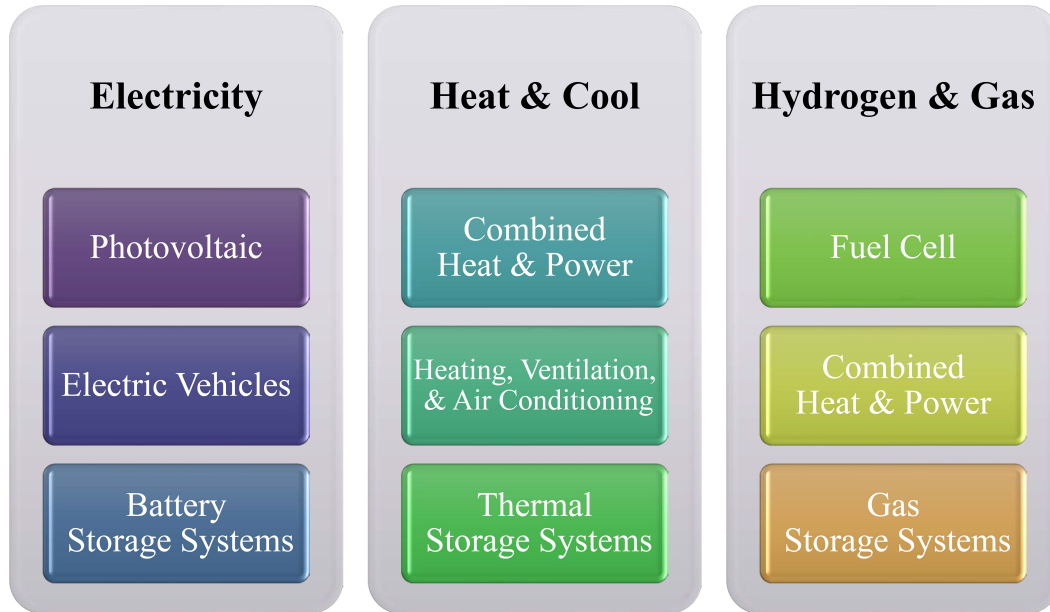 Electricity
Photovoltaic
Electric Vehicles
Battery
Storage Systems
Heat & Cool
Combined
Heat & Power
Heating, Ventilation,
& Air Conditioning
Thermal
Storage Systems
Hydrogen & Gas
Fuel Cell
Combined
Heat & Power
Gas
Storage Systems